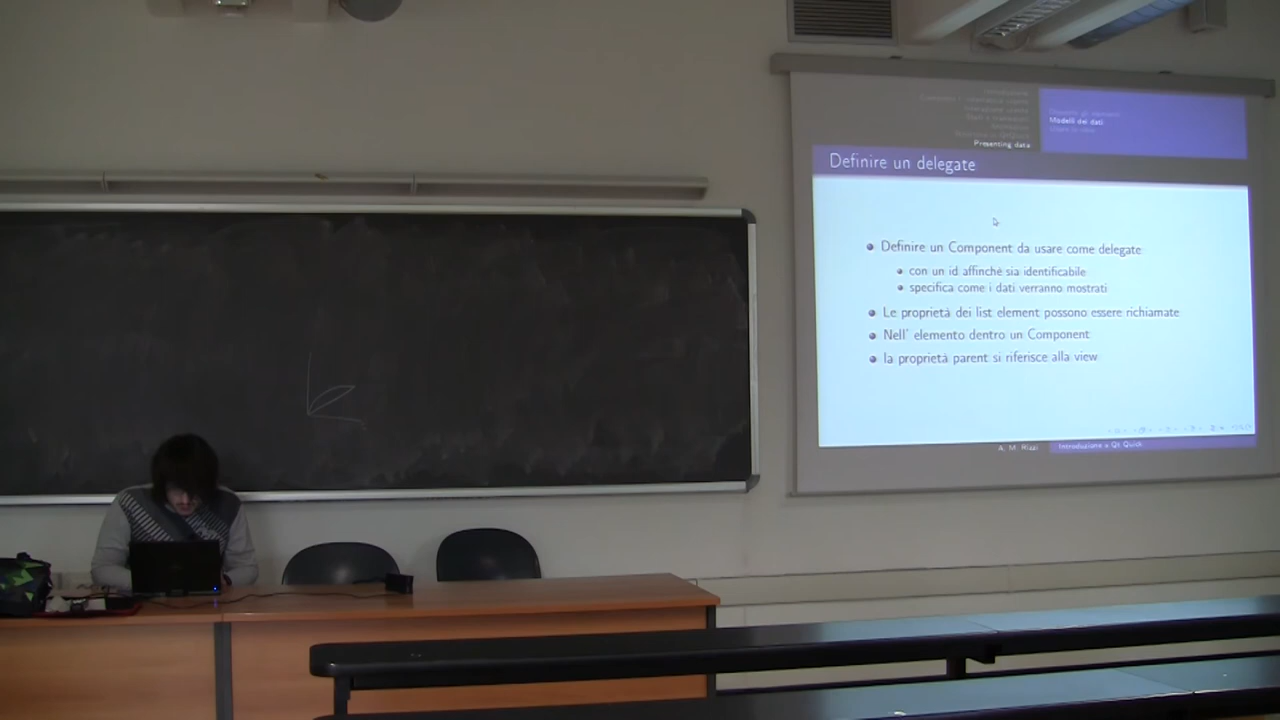 Introduzione
Presenting data
Modelli dei dati
Definire un delegate
Definire un Component da usare come delegate
con un id affinchè sia identificabile
specifica come i dati verranno mostrati
Le proprietà dei list element possono essere richiamate
Nell' elemento dentro un Component
la proprietà parent si riferisce alla view
A. M. Rizzi
Introduzione a Qt Quick